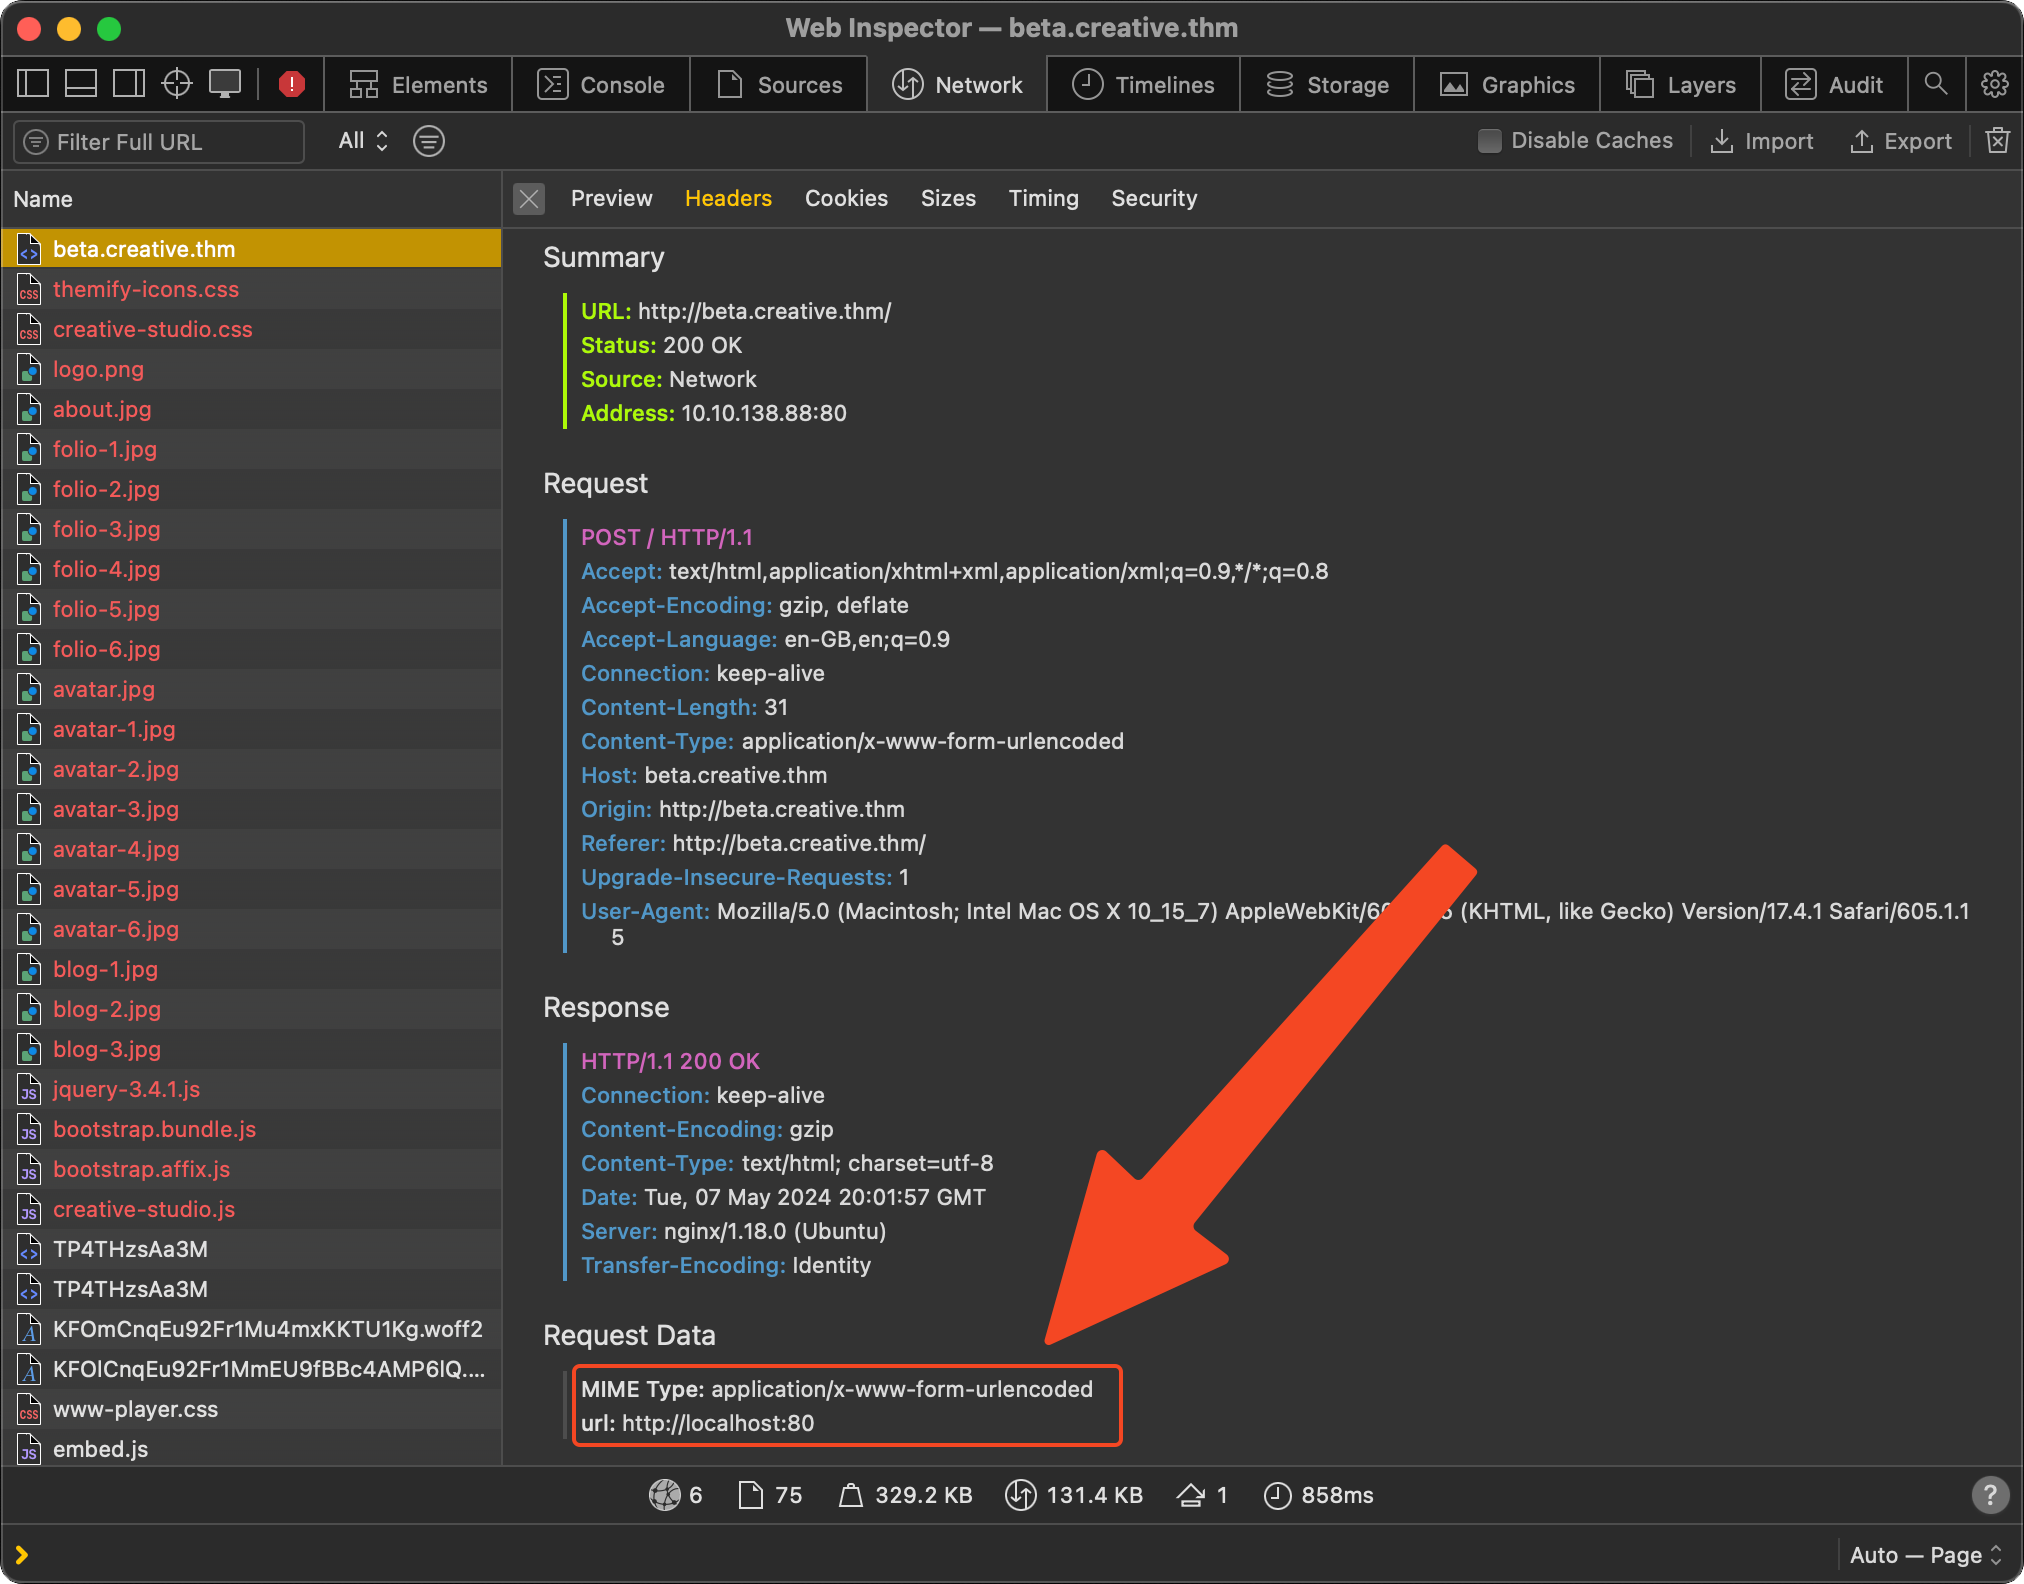 Web Inspector — beta.creative.thm
Elements
Console
Sources
Network
Timelines
Storage
Graphics
Layers
Audit
Filter Full URL
All
Disable Caches
Import
Export
Name
Preview
Headers
Cookies
Sizes
Timing
Security
beta.creative.thm
themify-icons.css
creative-studio.css
logo.png
about.jpg
folio-1.jpg
folio-2.jpg
folio-3.jpg
folio-4.jpg
folio-5.jpg
folio-6.jpg
avatar.jpg
avatar-1.jpg
avatar-2.jpg
avatar-3.jpg
avatar-4.jpg
avatar-5.jpg
avatar-6.jpg
blog-1.jpg
blog-2.jpg
blog-3.jpg
jquery-3.4.1.js
bootstrap.bundle.js
bootstrap.affix.js
creative-studio.js
TP4THzsAa3M
TP4THzsAa3M
KFOmCnqEu92Fr1Mu4mxKKTU1Kg.woff2
KFOlCnqEu92Fr1MmEU9fBBc4AMP6lQ....
www-player.css
embed.js
Summary
URL: http://beta.creative.thm/
Status: 200 OK
Source: Network
Address: 10.10.138.88:80
Request
POST / HTTP/1.1
Accept: text/html,application/xhtml+xml,application/xml;q=0.9,*/*;q=0.8
Accept-Encoding: gzip, deflate
Accept-Language: en-GB,en;q=0.9
Connection: keep-alive
Content-Length: 31
Content-Type: application/x-www-form-urlencoded
Host: beta.creative.thm
Origin: http://beta.creative.thm
Referer: http://beta.creative.thm/
Upgrade-Insecure-Requests: 1
User-Agent: Mozilla/5.0 (Macintosh; Intel Mac OS X 10_15_7) (KHTML, like Gecko) Version/17.4.1 Safari/605.1.1
5
Response
HTTP/1.1 200 OK
Connection: keep-alive
Content-Encoding: gzip
Content-Type: text/html; charset=utf-8
Date: Tue, 07 May 2024 20:01:57 GMT
Server: nginx/1.18.0 (Ubuntu)
Transfer-Encoding: Identity
Request Data
MIME Type: application/x-www-form-urlencoded
url: http://localhost:80
6
75
329.2 KB
131.4 KB
1
858ms
?
Auto — Page